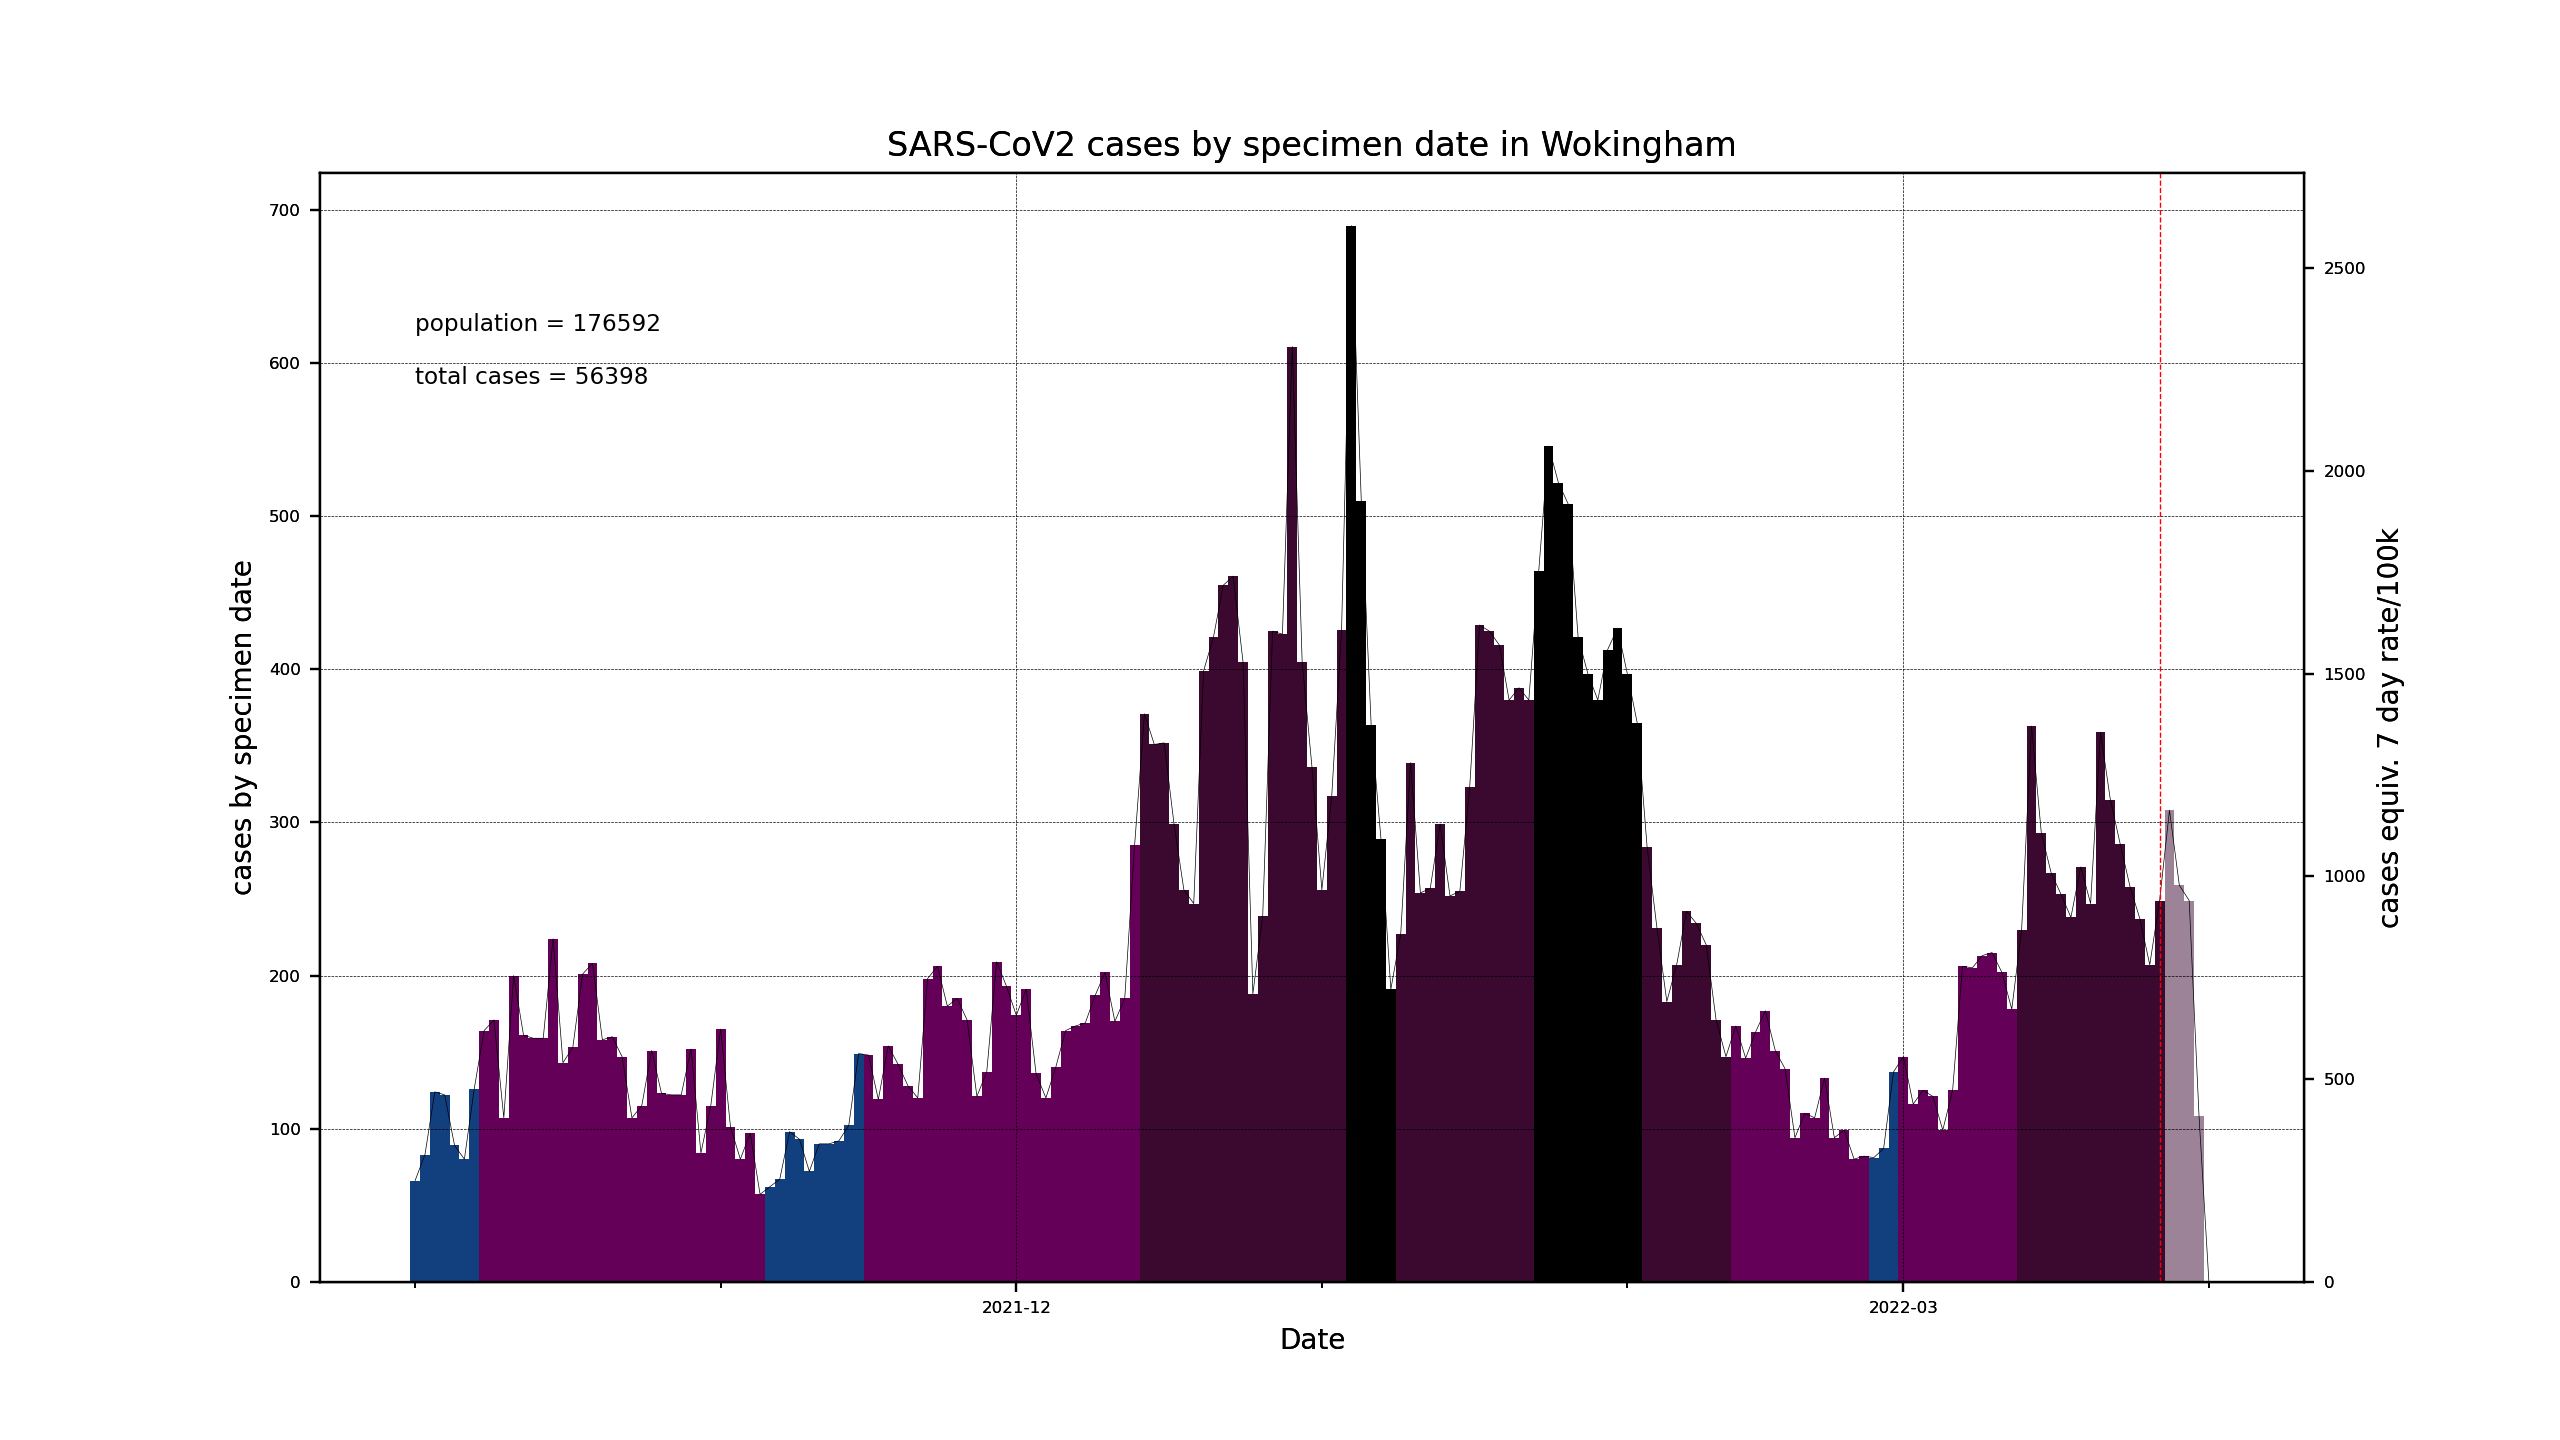 SARS-CoV2 cases by specimen date in Wokingham
700
600
500
400
300
200
100
0
cases by specimen date
population = 176592
total cases = 56398
2500
2000
1500
1000
500
0
cases equiv. 7 day rate/100k
2021-12
2022-03
Date